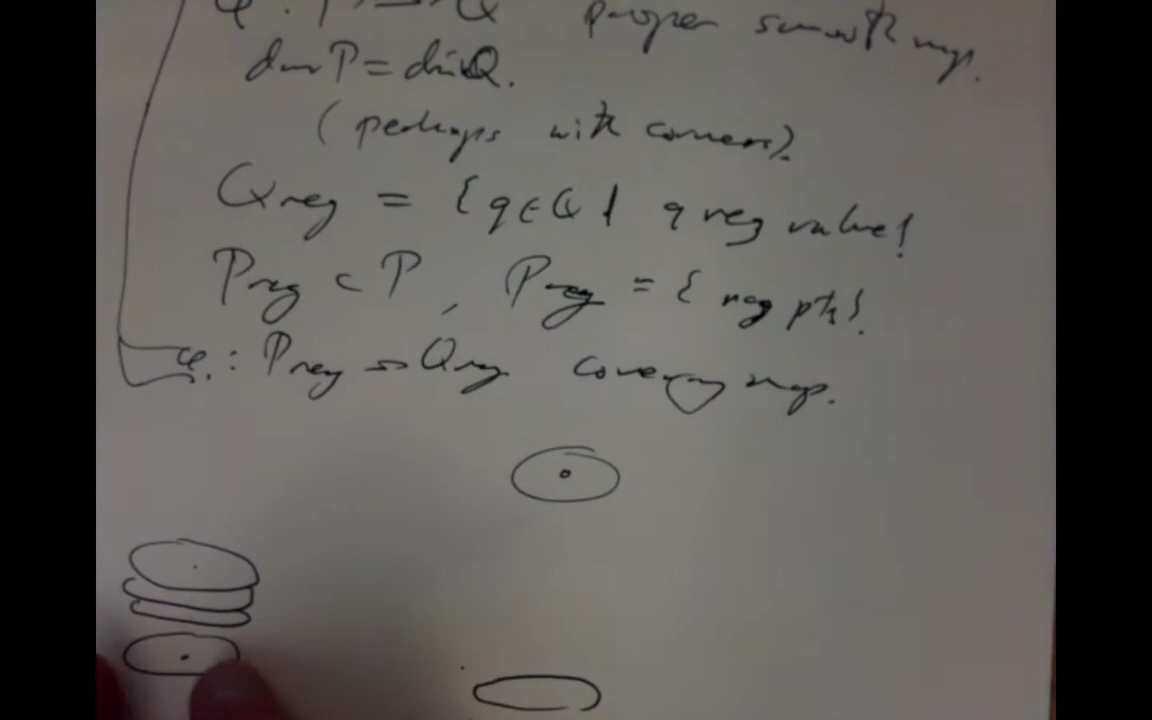 φ : P → Q proper smooth map.
dim P = dim Q.
(perhaps with corners).
Qreg = { q ∈ Q | q reg value}
Preg ⊂ P, Preg = { reg pts}.
φ : Preg → Qreg covering map.